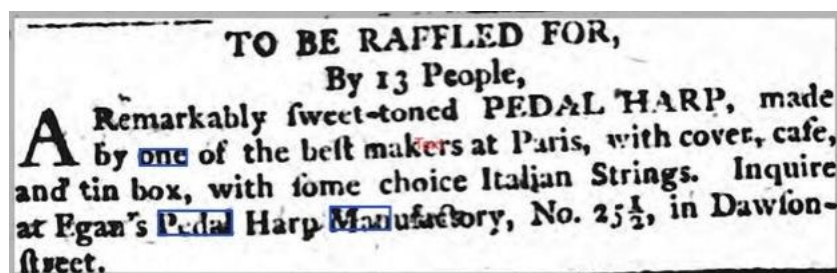 TO BE RAFFLED FOR,
By 13 People,
A Remarkably ſweet-toned PEDAL HARP, made
by one of the beſt makers at Paris, with cover, caſe,
and tin box, with ſome choice Italian Strings. Inquire
at Egan's Pedal Harp Manufactory, No. 25½, in Dawſon-
ſtreet.